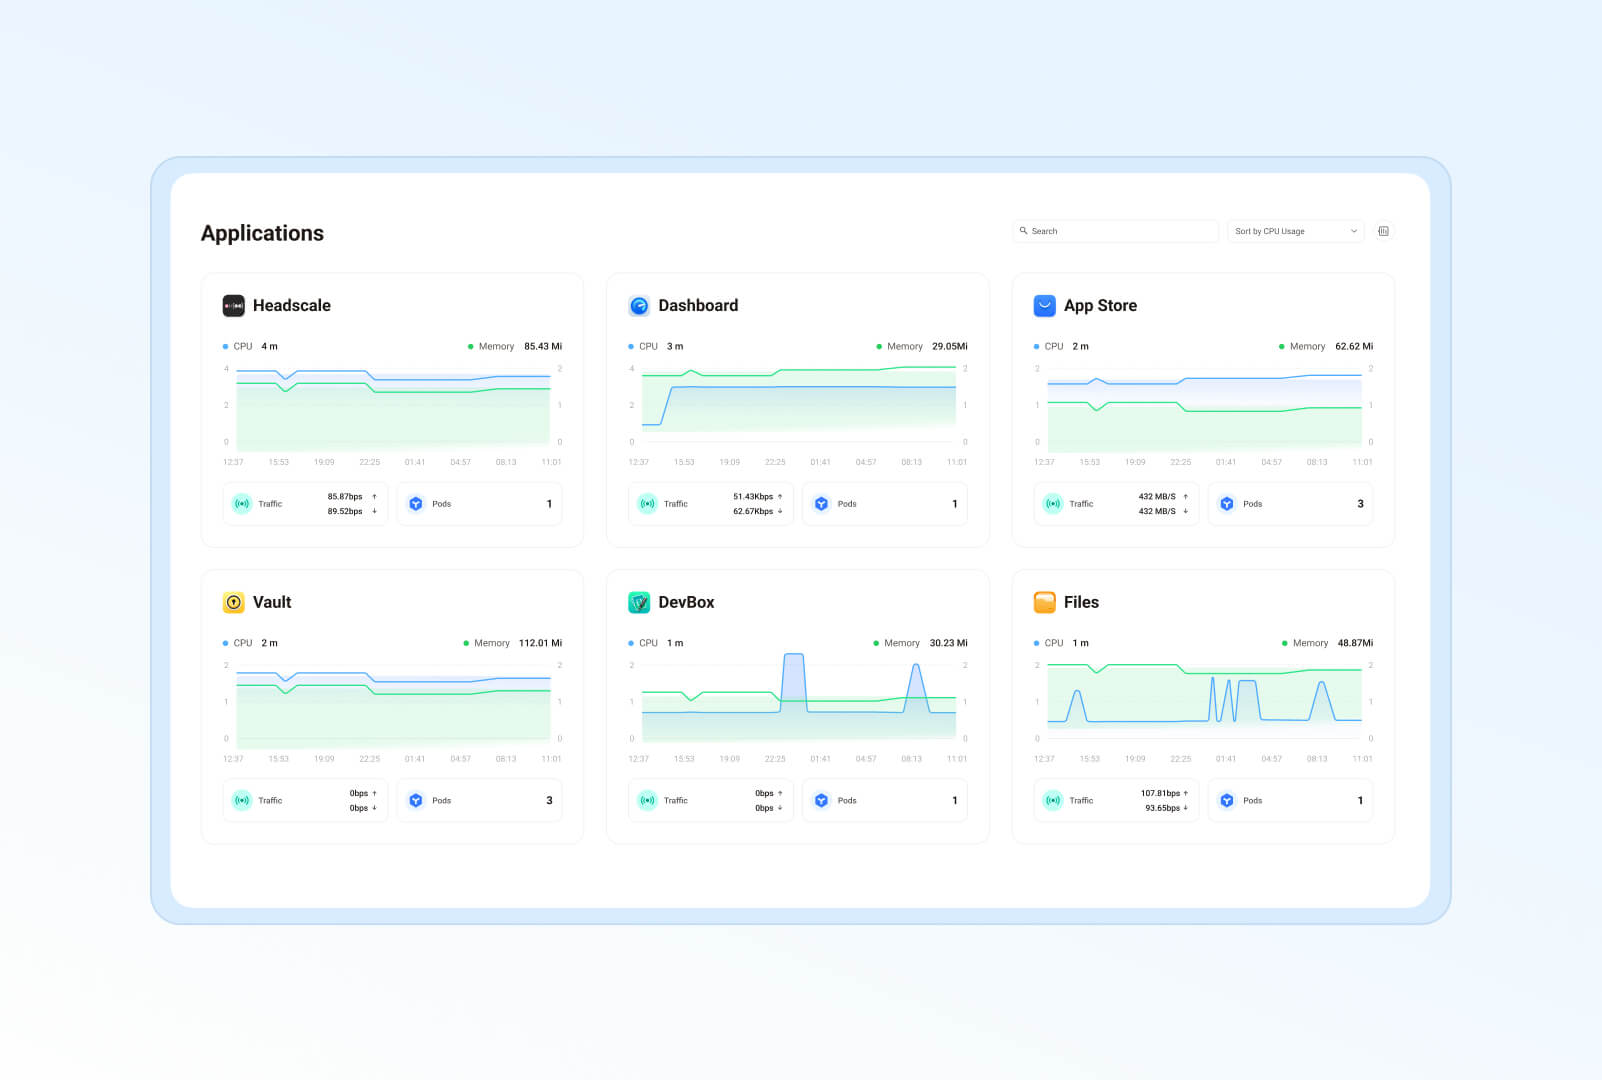 Applications
Search
Sort by CPU Usage
Headscale
CPU 4 m
Memory 85.43 Mi
4 2
2 1
0 0
12:37 15:53 19:09 22:25 01:41 04:57 08:13 11:01
Traffic
85.87bps ↑
89.52bps ↓
Pods 1
Dashboard
CPU 3 m
Memory 29.05Mi
4 2
2 1
0 0
12:37 15:53 19:09 22:25 01:41 04:57 08:13 11:01
Traffic
51.43Kbps ↑
62.67Kbps ↓
Pods 1
App Store
CPU 2 m
Memory 62.62 Mi
2 2
1 1
0 0
12:37 15:53 19:09 22:25 01:41 04:57 08:13 11:01
Traffic
432 MB/S ↑
432 MB/S ↓
Pods 3
Vault
CPU 2 m
Memory 112.01 Mi
2 2
1 1
0 0
12:37 15:53 19:09 22:25 01:41 04:57 08:13 11:01
Traffic
0bps ↑
0bps ↓
Pods 3
DevBox
CPU 1 m
Memory 30.23 Mi
2 2
1 1
0 0
12:37 15:53 19:09 22:25 01:41 04:57 08:13 11:01
Traffic
0bps ↑
0bps ↓
Pods 1
Files
CPU 1 m
Memory 48.87Mi
2 2
1 1
0 0
12:37 15:53 19:09 22:25 01:41 04:57 08:13 11:01
Traffic
107.81bps ↑
93.65bps ↓
Pods 1